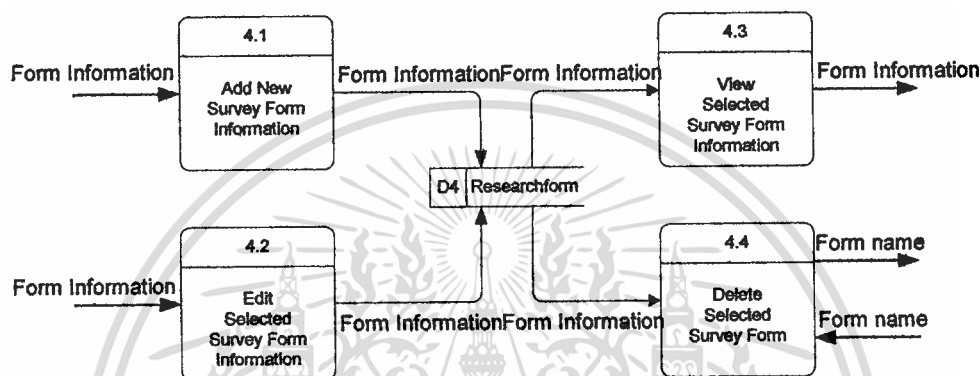 4.1
Form Information
Add New
Survey Form
Information
Form Information
Form Information
4.3
View
Selected
Survey Form
Information
Form Information
D4 Researchform
4.2
Form Information
Edit
Selected
Survey Form
Information
Form Information
Form Information
4.4
Delete
Selected
Survey Form
Form name
Form name